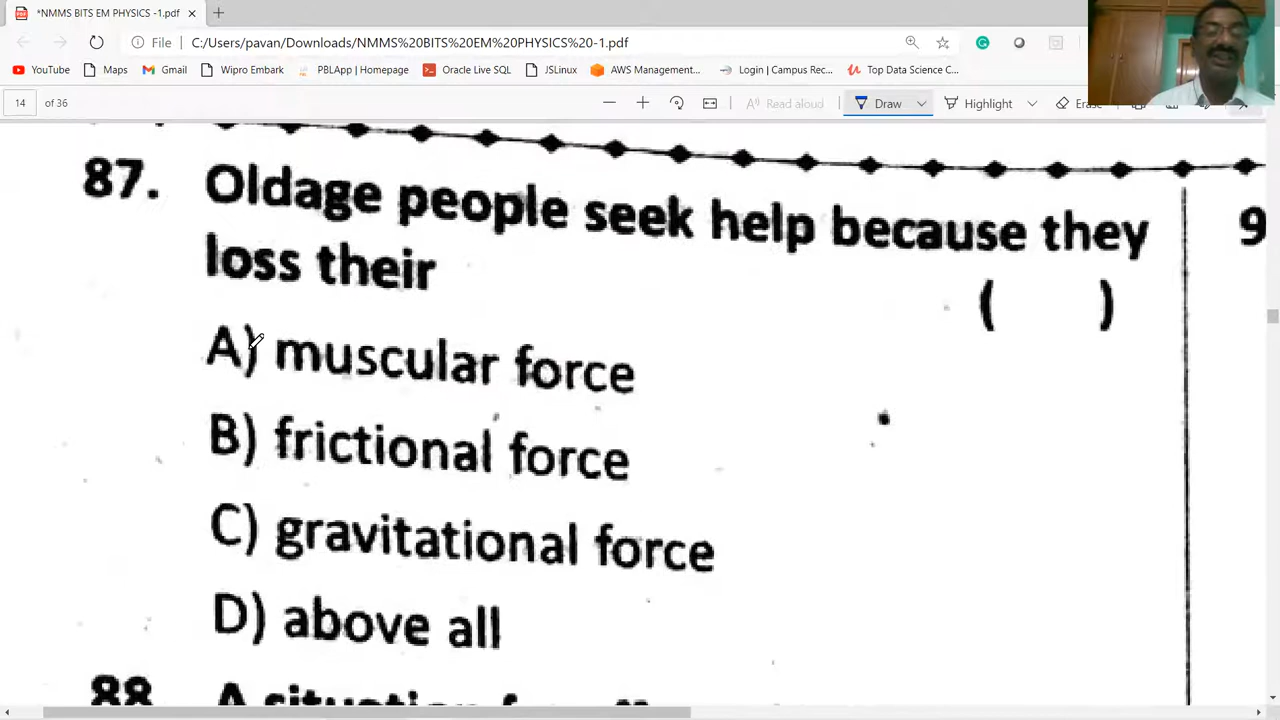 *NMMS BITS EM PHYSICS -1.pdf
File
C:/Users/pavan/Downloads/NMMS%20BITS%20EM%20PHYSICS%20-1.pdf
YouTube
Maps
Gmail
Wipro Embark
PBLApp | Homepage
Oracle Live SQL
JSLinux
AWS Management...
Login | Campus Rec...
Top Data Science C...
14 of 36
Read aloud
Draw
Highlight
Erase
87. Oldage people seek help because they
loss their
( )
A) muscular force
B) frictional force
C) gravitational force
D) above all
9